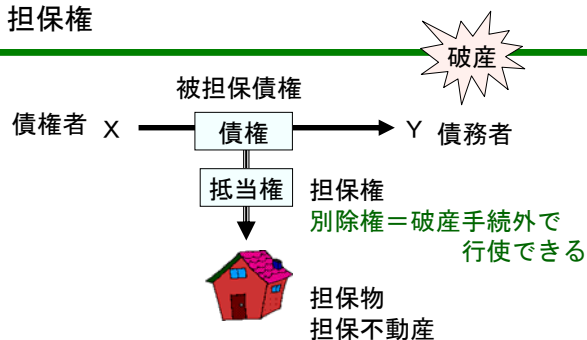 担保権
破産
被担保債権
債権者 X 債権 Y 債務者
抵当権 担保権
別除権＝破産手続外で
行使できる
担保物
担保不動産